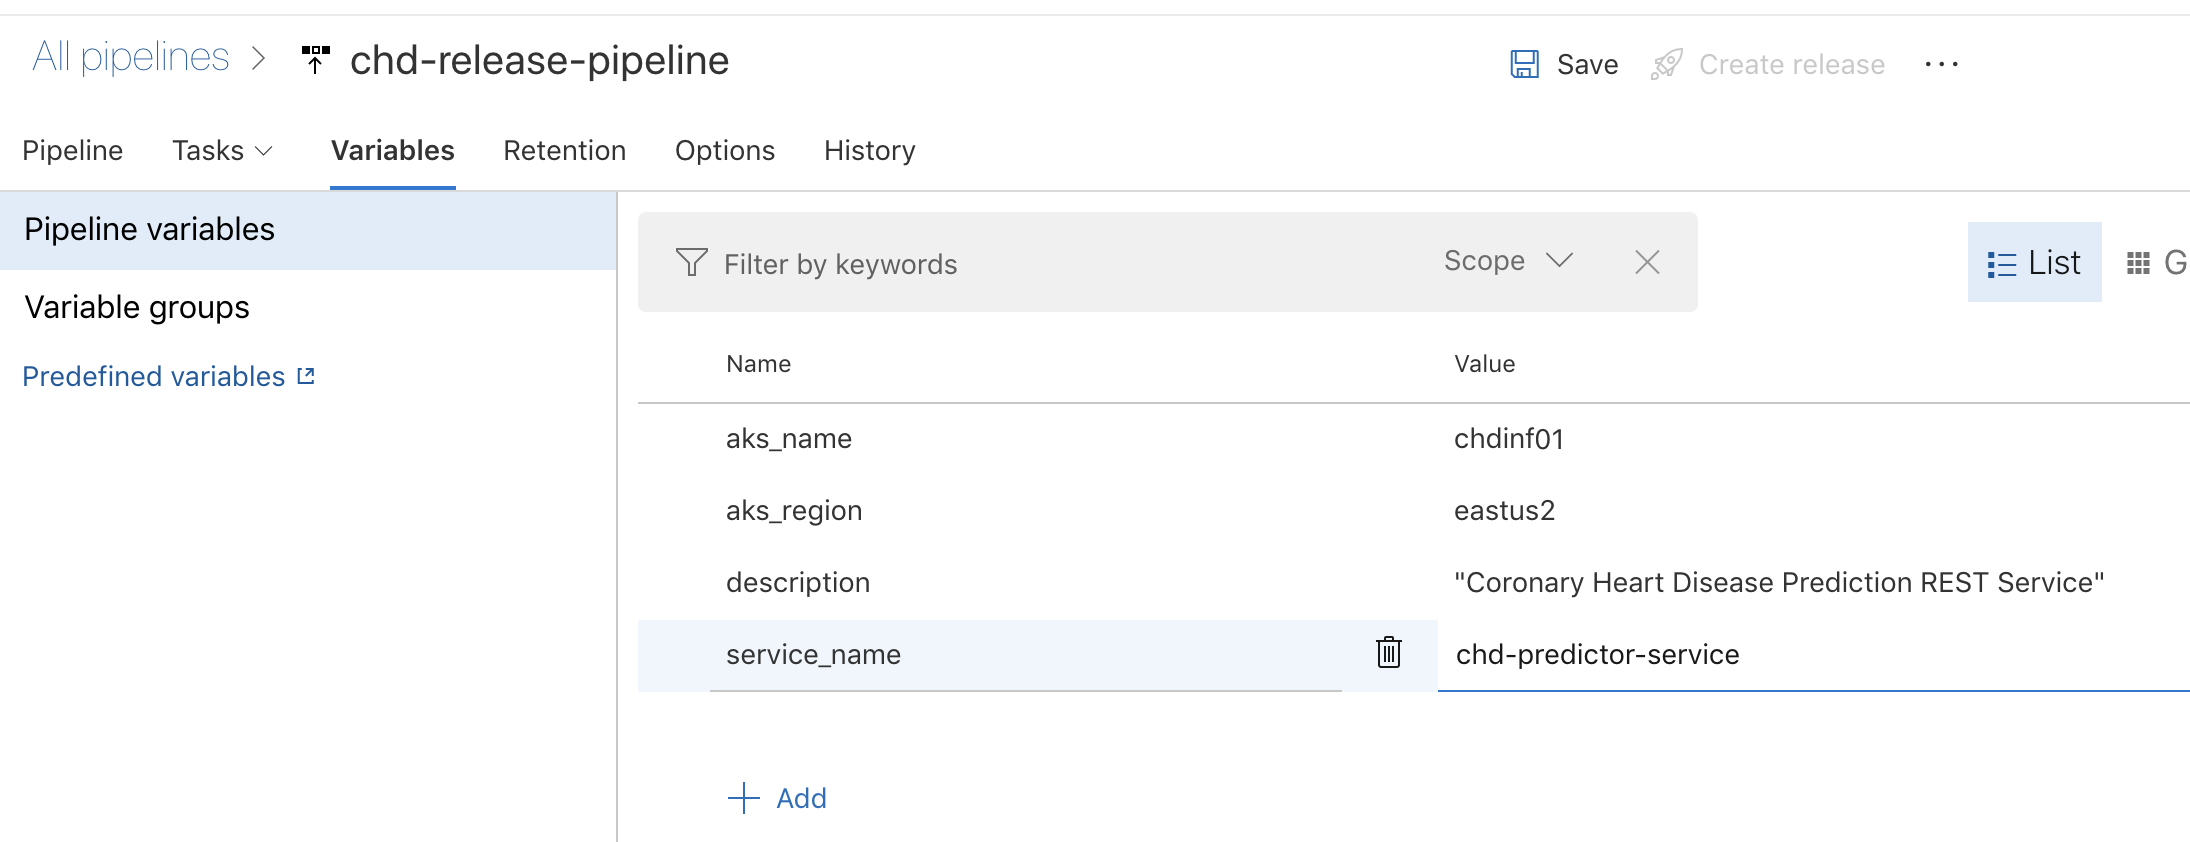 All pipelines > chd-release-pipeline
Save Create release ...
Pipeline Tasks Variables Retention Options History
Pipeline variables
Variable groups
Predefined variables
Filter by keywords Scope
List G
Name Value
aks_name chdinf01
aks_region eastus2
description "Coronary Heart Disease Prediction REST Service"
service_name chd-predictor-service
+ Add